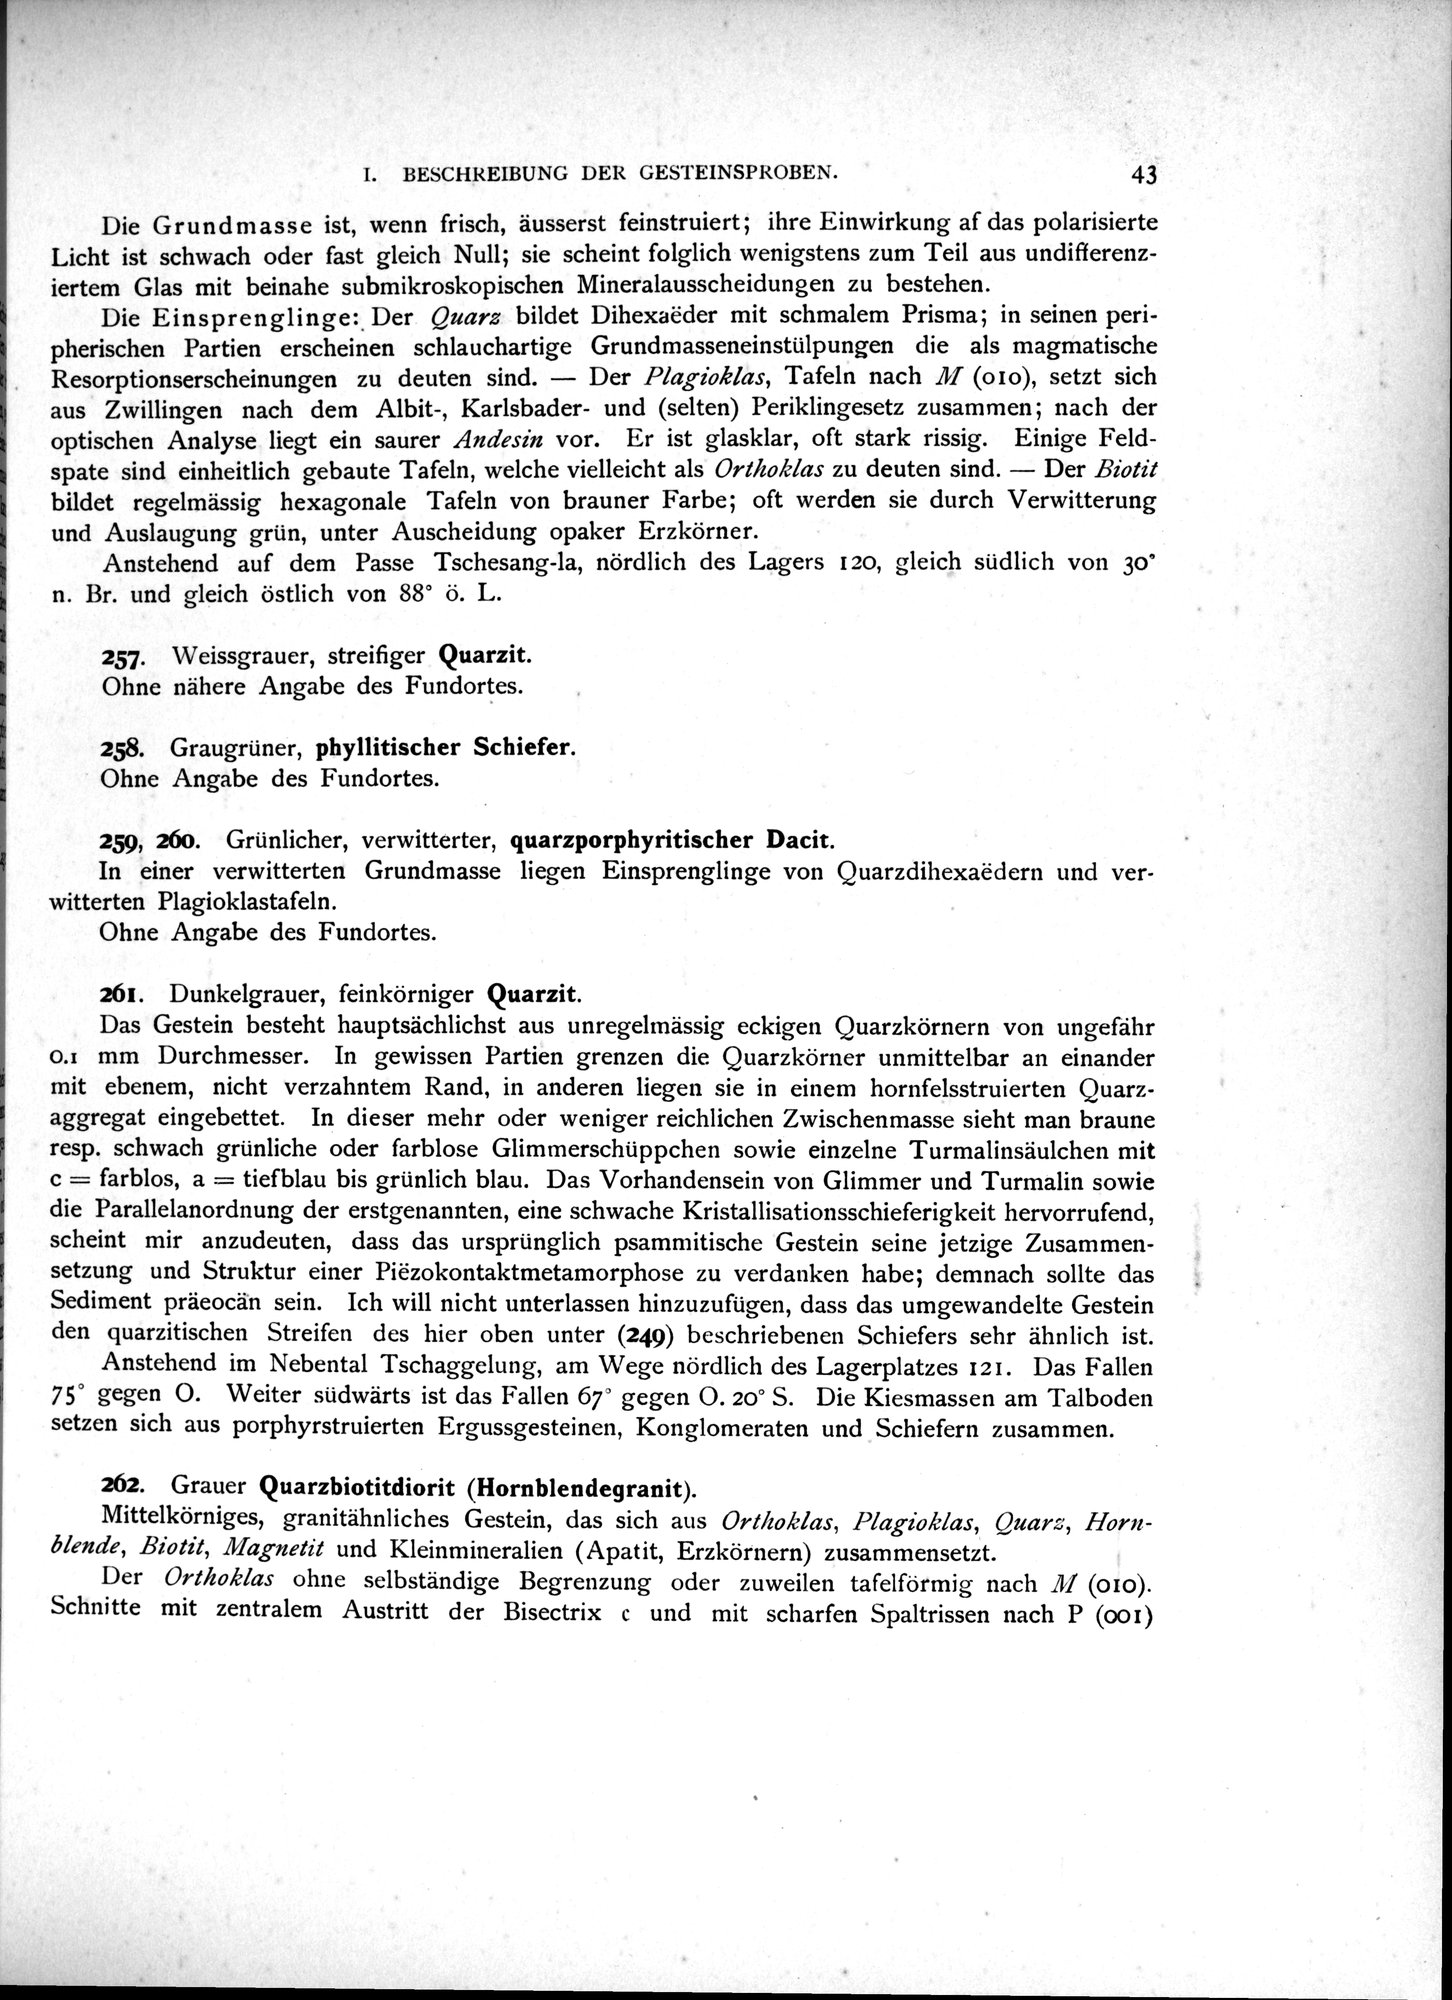 I. BESCHREIBUNG DER GESTEINSPROBEN. 43
Die Grundmasse ist, wenn frisch, äusserst feinstruiert; ihre Einwirkung af das polarisierte
Licht ist schwach oder fast gleich Null; sie scheint folglich wenigstens zum Teil aus undifferenz-
iertem Glas mit beinahe submikroskopischen Mineralausscheidungen zu bestehen.
Die Einsprenglinge: Der Quarz bildet Dihexaëder mit schmalem Prisma; in seinen peri-
pherischen Partien erscheinen schlauchartige Grundmasseneinstülpungen die als magmatische
Resorptionserscheinungen zu deuten sind. — Der Plagioklas, Tafeln nach M (010), setzt sich
aus Zwillingen nach dem Albit-, Karlsbader- und (selten) Periklingesetz zusammen; nach der
optischen Analyse liegt ein saurer Andesin vor. Er ist glasklar, oft stark rissig. Einige Feld-
spate sind einheitlich gebaute Tafeln, welche vielleicht als Orthoklas zu deuten sind. — Der Biotit
bildet regelmässig hexagonale Tafeln von brauner Farbe; oft werden sie durch Verwitterung
und Auslaugung grün, unter Auscheidung opaker Erzkörner.
Anstehend auf dem Passe Tschesang-la, nördlich des Lagers 120, gleich südlich von 30°
n. Br. und gleich östlich von 88° ö. L.
257. Weissgrauer, streifiger Quarzit.
Ohne nähere Angabe des Fundortes.
258. Graugrüner, phyllitischer Schiefer.
Ohne Angabe des Fundortes.
259, 260. Grünlicher, verwitterter, quarzporphyritischer Dacit.
In einer verwitterten Grundmasse liegen Einsprenglinge von Quarzdihexaëdern und ver-
witterten Plagioklastafeln.
Ohne Angabe des Fundortes.
261. Dunkelgrauer, feinkörniger Quarzit.
Das Gestein besteht hauptsächlichst aus unregelmässig eckigen Quarzkörnern von ungefähr
0.1 mm Durchmesser. In gewissen Partien grenzen die Quarzkörner unmittelbar an einander
mit ebenem, nicht verzahntem Rand, in anderen liegen sie in einem hornfelsstruierten Quarz-
aggregat eingebettet. In dieser mehr oder weniger reichlichen Zwischenmasse sieht man braune
resp. schwach grünliche oder farblose Glimmerschüppchen sowie einzelne Turmalinsäulchen mit
c = farblos, a = tiefblau bis grünlich blau. Das Vorhandensein von Glimmer und Turmalin sowie
die Parallelanordnung der erstgenannten, eine schwache Kristallisationsschieferigkeit hervorrufend,
scheint mir anzudeuten, dass das ursprünglich psammitische Gestein seine jetzige Zusammen-
setzung und Struktur einer Piëzokontaktmetamorphose zu verdanken habe; demnach sollte das
Sediment präeocän sein. Ich will nicht unterlassen hinzuzufügen, dass das umgewandelte Gestein
den quarzitischen Streifen des hier oben unter (249) beschriebenen Schiefers sehr ähnlich ist.
Anstehend im Nebental Tschaggelung, am Wege nördlich des Lagerplatzes 121. Das Fallen
75° gegen O. Weiter südwärts ist das Fallen 67° gegen O. 20° S. Die Kiesmassen am Talboden
setzen sich aus porphyrstruierten Ergussgesteinen, Konglomeraten und Schiefern zusammen.
262. Grauer Quarzbiotitdiorit (Hornblendegranit).
Mittelkörniges, granitähnliches Gestein, das sich aus Orthoklas, Plagioklas, Quarz, Horn-
blende, Biotit, Magnetit und Kleinmineralien (Apatit, Erzkörnern) zusammensetzt.
Der Orthoklas ohne selbständige Begrenzung oder zuweilen tafelförmig nach M (010).
Schnitte mit zentralem Austritt der Bisectrix c und mit scharfen Spaltrissen nach P (001)